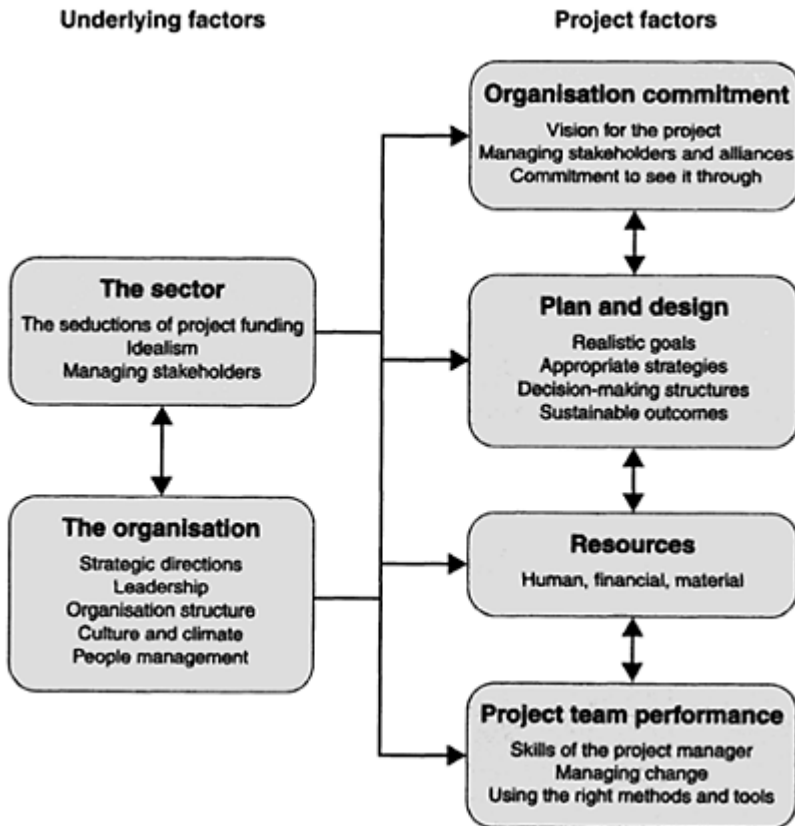 Underlying factors
Project factors
The sector
The seductions of project funding
Idealism
Managing stakeholders
The organisation
Strategic directions
Leadership
Organisation structure
Culture and climate
People management
Organisation commitment
Vision for the project
Managing stakeholders and alliances
Commitment to see it through
Plan and design
Realistic goals
Appropriate strategies
Decision-making structures
Sustainable outcomes
Resources
Human, financial, material
Project team performance
Skills of the project manager
Managing change
Using the right methods and tools